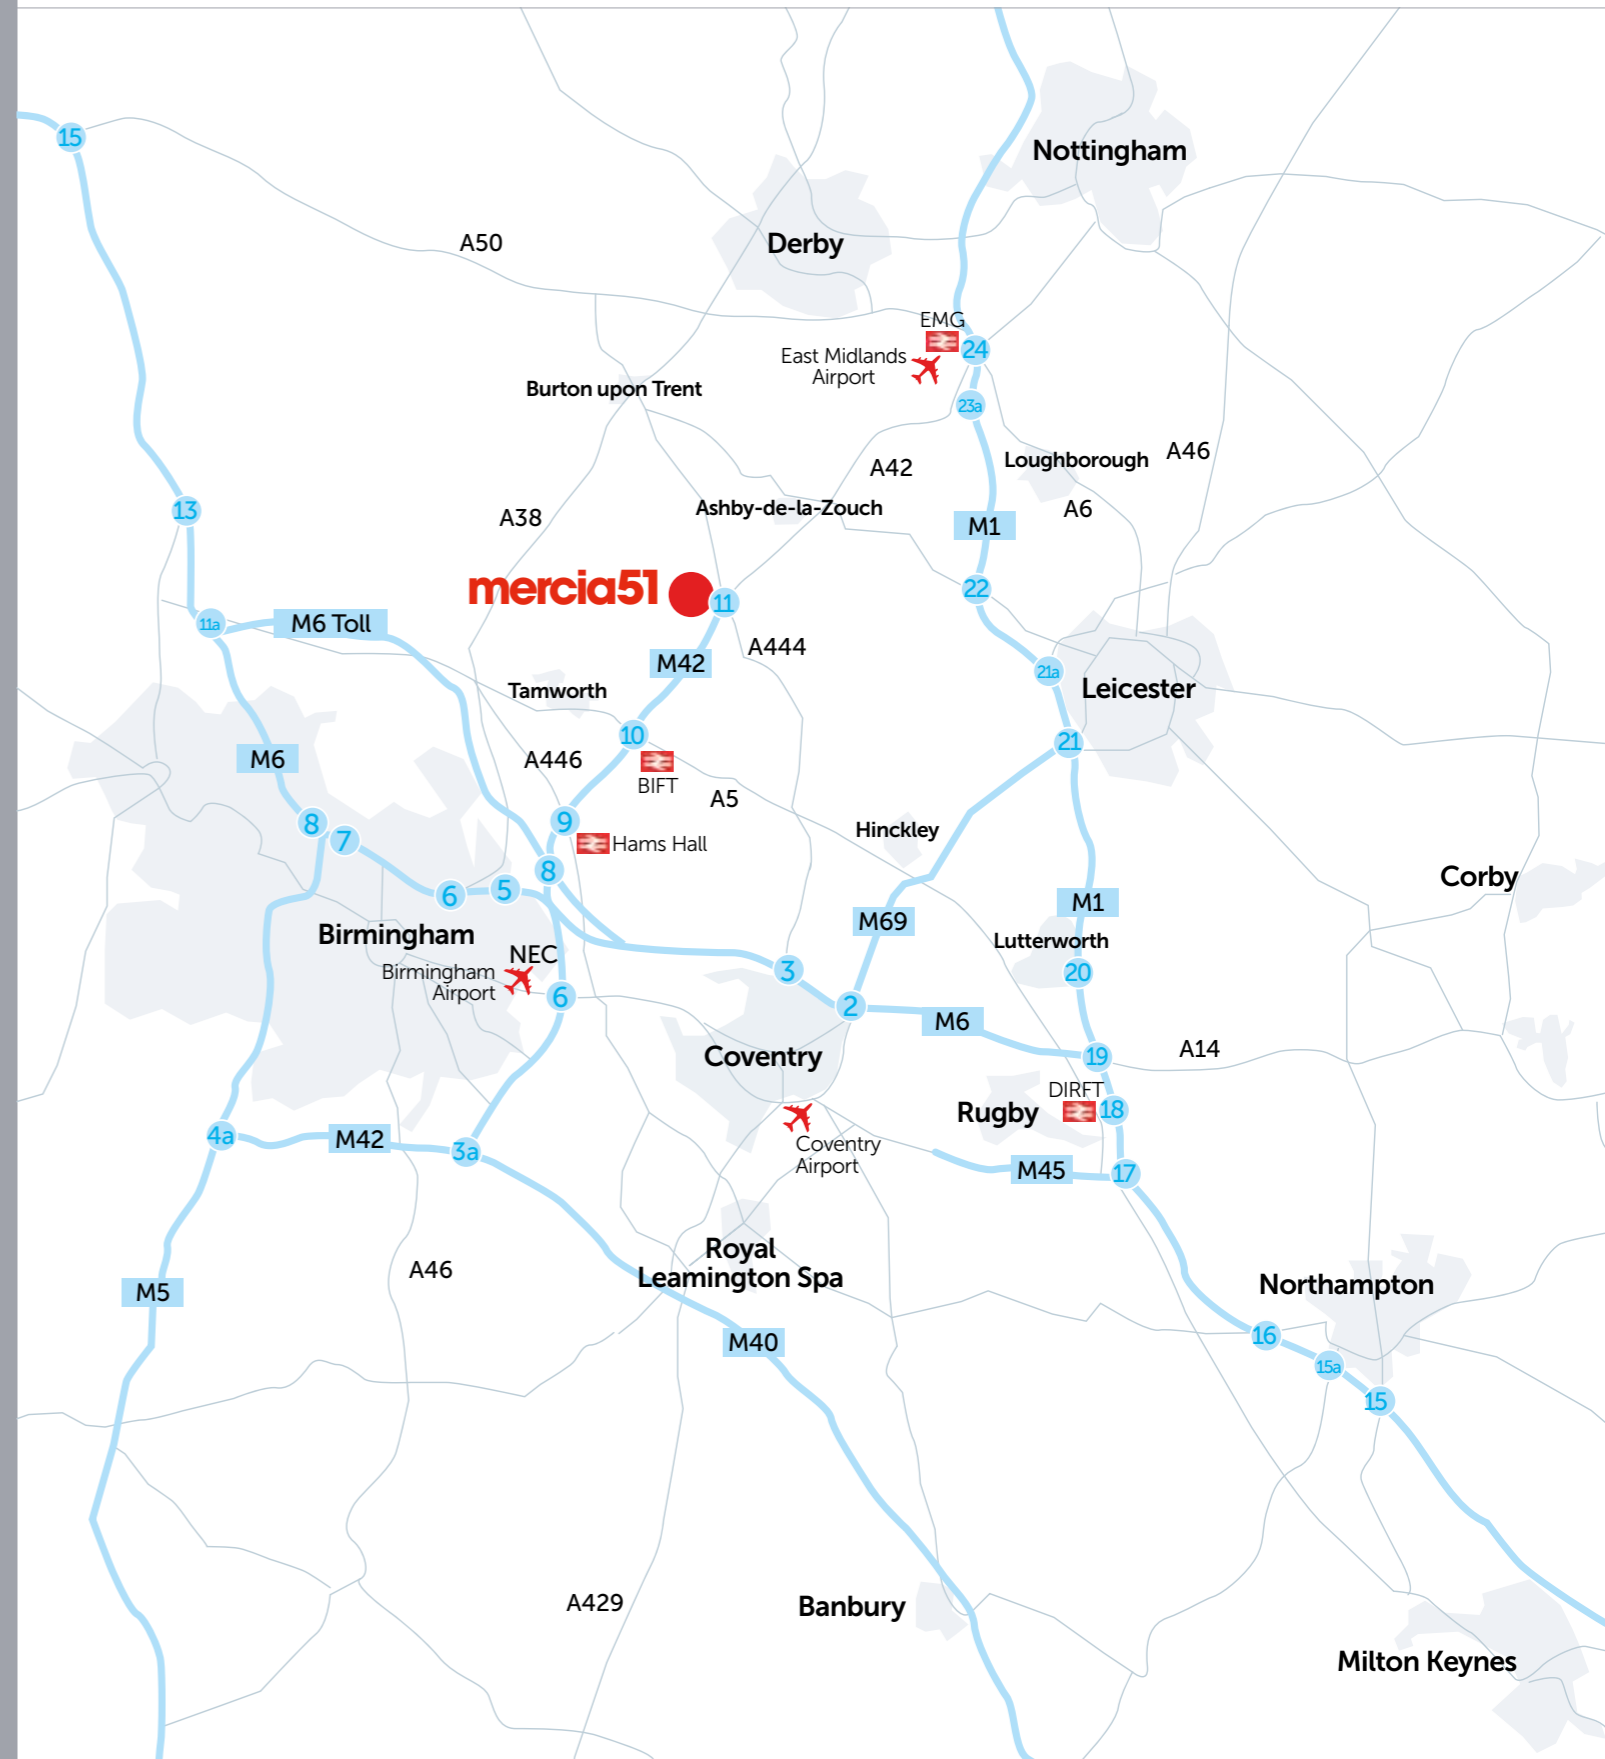 15
Nottingham
A50
Derby
EMG
24
East Midlands
Airport
Burton upon Trent
23a
A42
Loughborough
A46
13
A38
Ashby-de-la-Zouch
A6
M1
mercia51
11
22
11a
M6 Toll
A444
M42
21a
Leicester
Tamworth
10
21
M6
A446
BIFT
A5
8
7
9
Hams Hall
Hinckley
8
6
5
Corby
M1
M69
Birmingham
NEC
Lutterworth
Birmingham
Airport
3
20
6
2
M6
Coventry
19
A14
DIRFT
Rugby
18
4a
M42
3a
Coventry
Airport
M45
17
Royal
Leamington Spa
A46
M5
Northampton
M40
16
15a
15
A429
Banbury
Milton Keynes